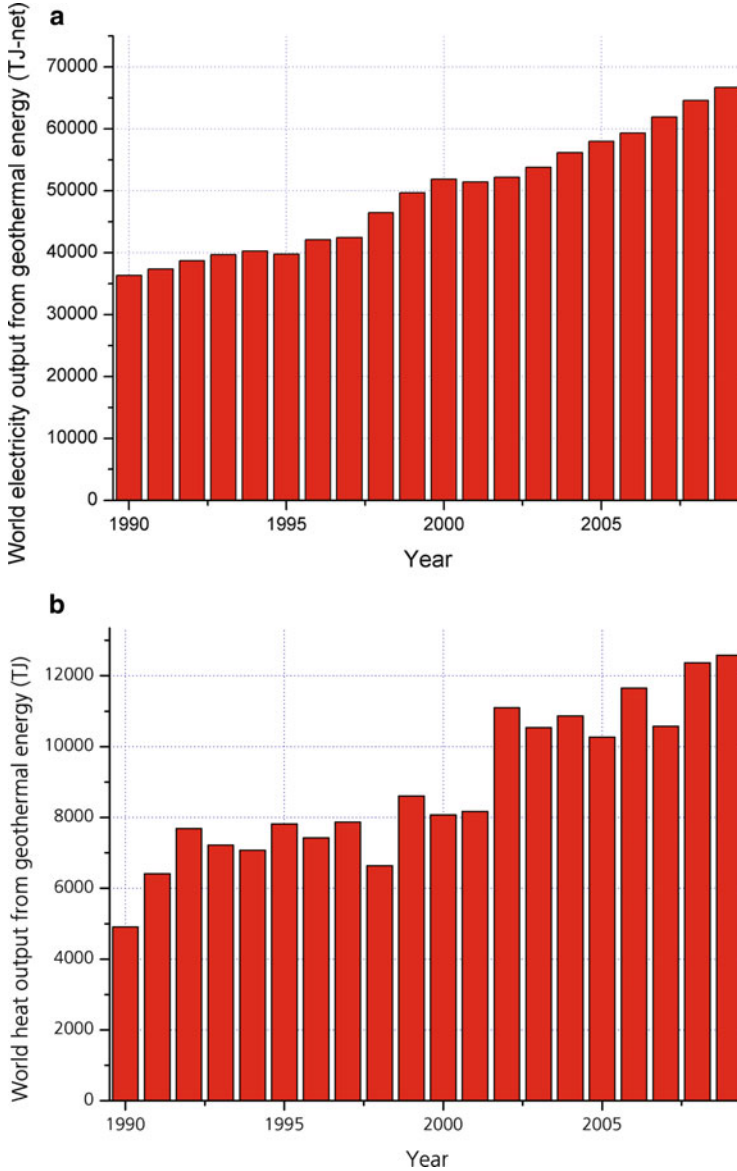 a
World electricity output from geothermal energy (TJ-net)
70000
60000
50000
40000
30000
20000
10000
0
1990 1995 2000 2005
Year
b
World heat output from geothermal energy (TJ)
12000
10000
8000
6000
4000
2000
0
1990 1995 2000 2005
Year